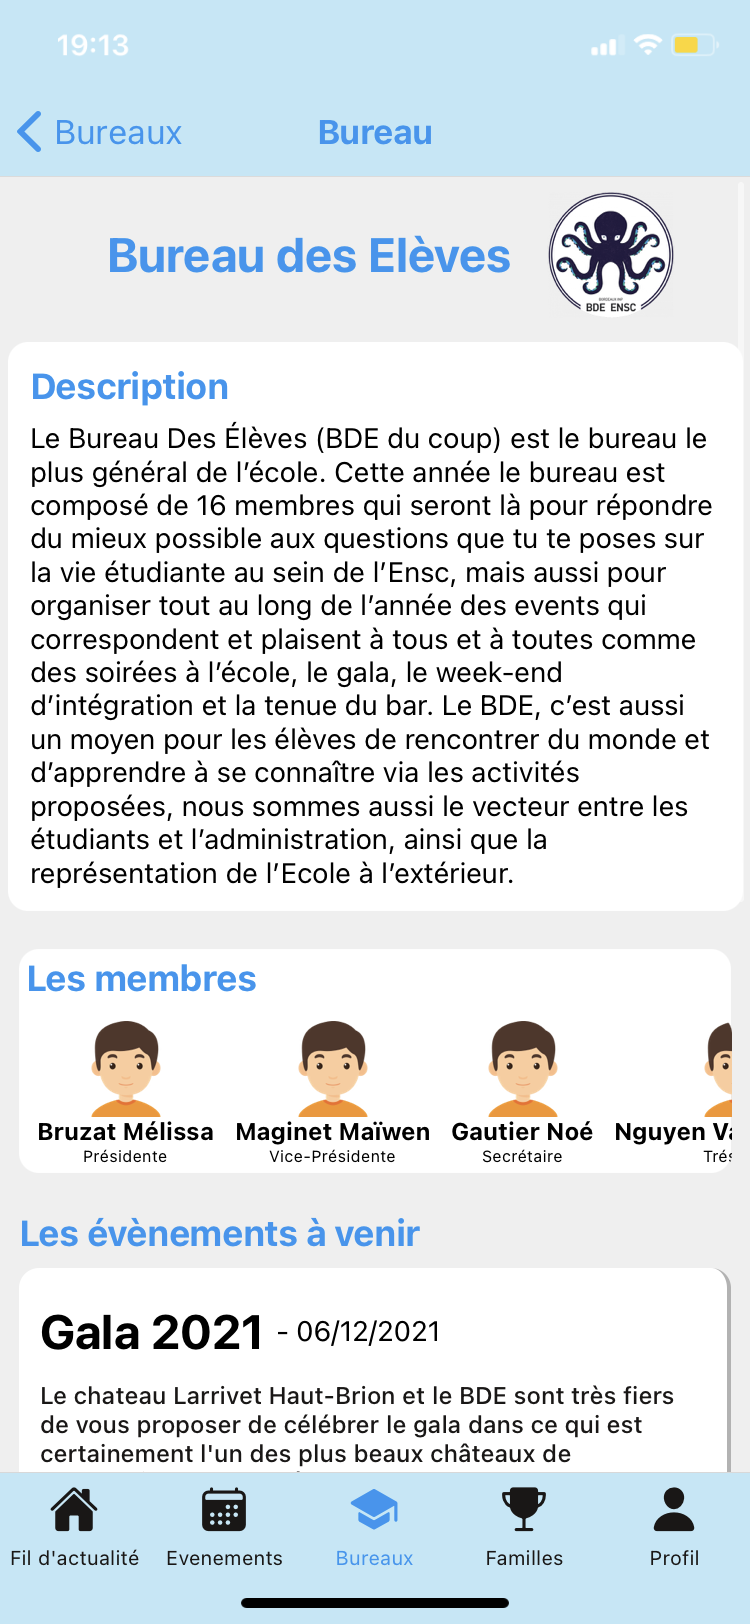 19:13
Bureaux
Bureau
Bureau des Elèves
BORDEAUX INP
BDE ENSC
Description
Le Bureau Des Élèves (BDE du coup) est le bureau le
plus général de l’école. Cette année le bureau est
composé de 16 membres qui seront là pour répondre
du mieux possible aux questions que tu te poses sur
la vie étudiante au sein de l’Ensc, mais aussi pour
organiser tout au long de l’année des events qui
correspondent et plaisent à tous et à toutes comme
des soirées à l’école, le gala, le week-end
d’intégration et la tenue du bar. Le BDE, c’est aussi
un moyen pour les élèves de rencontrer du monde et
d’apprendre à se connaître via les activités
proposées, nous sommes aussi le vecteur entre les
étudiants et l’administration, ainsi que la
représentation de l’Ecole à l’extérieur.
Les membres
Bruzat Mélissa
Présidente
Maginet Maïwen
Vice-Présidente
Gautier Noé
Secrétaire
Nguyen
Les évènements à venir
Gala 2021 - 06/12/2021
Le chateau Larrivet Haut-Brion et le BDE sont très fiers
de vous proposer de célébrer le gala dans ce qui est
certainement l'un des plus beaux châteaux de
Fil d'actualité
Evenements
Bureaux
Familles
Profil